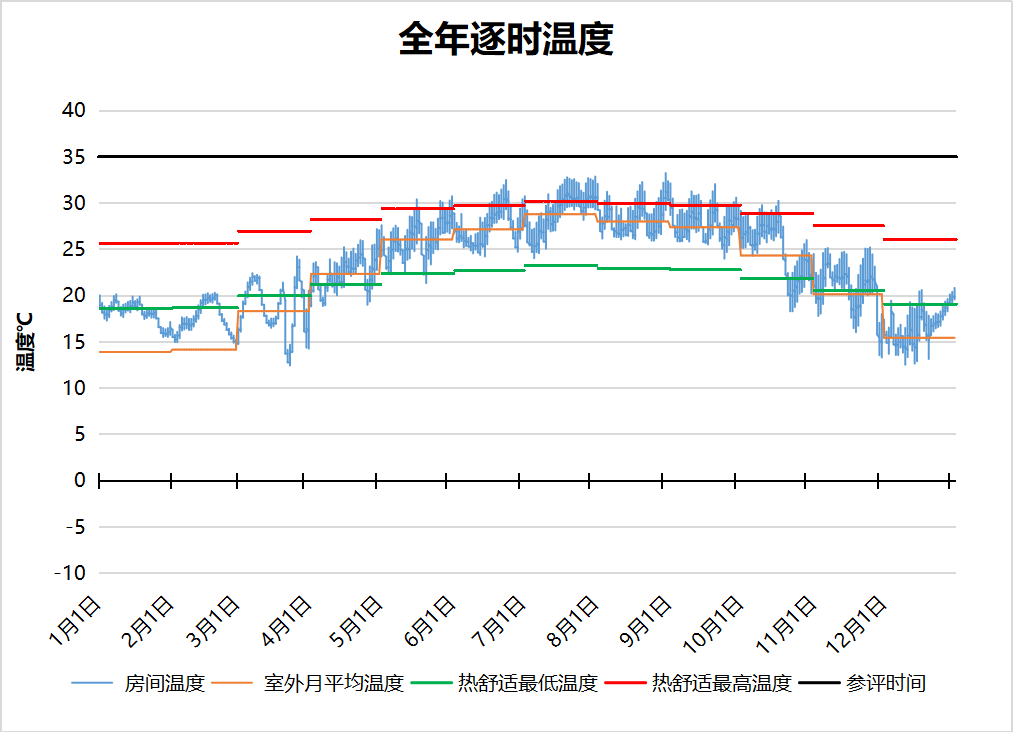 全年逐时温度
40
35
30
25
20
15
10
5
0
-5
-10
温度℃
1月1日
2月1日
3月1日
4月1日
5月1日
6月1日
7月1日
8月1日
9月1日
10月1日
11月1日
12月1日
房间温度 室外月平均温度 热舒适最低温度 热舒适最高温度 参评时间